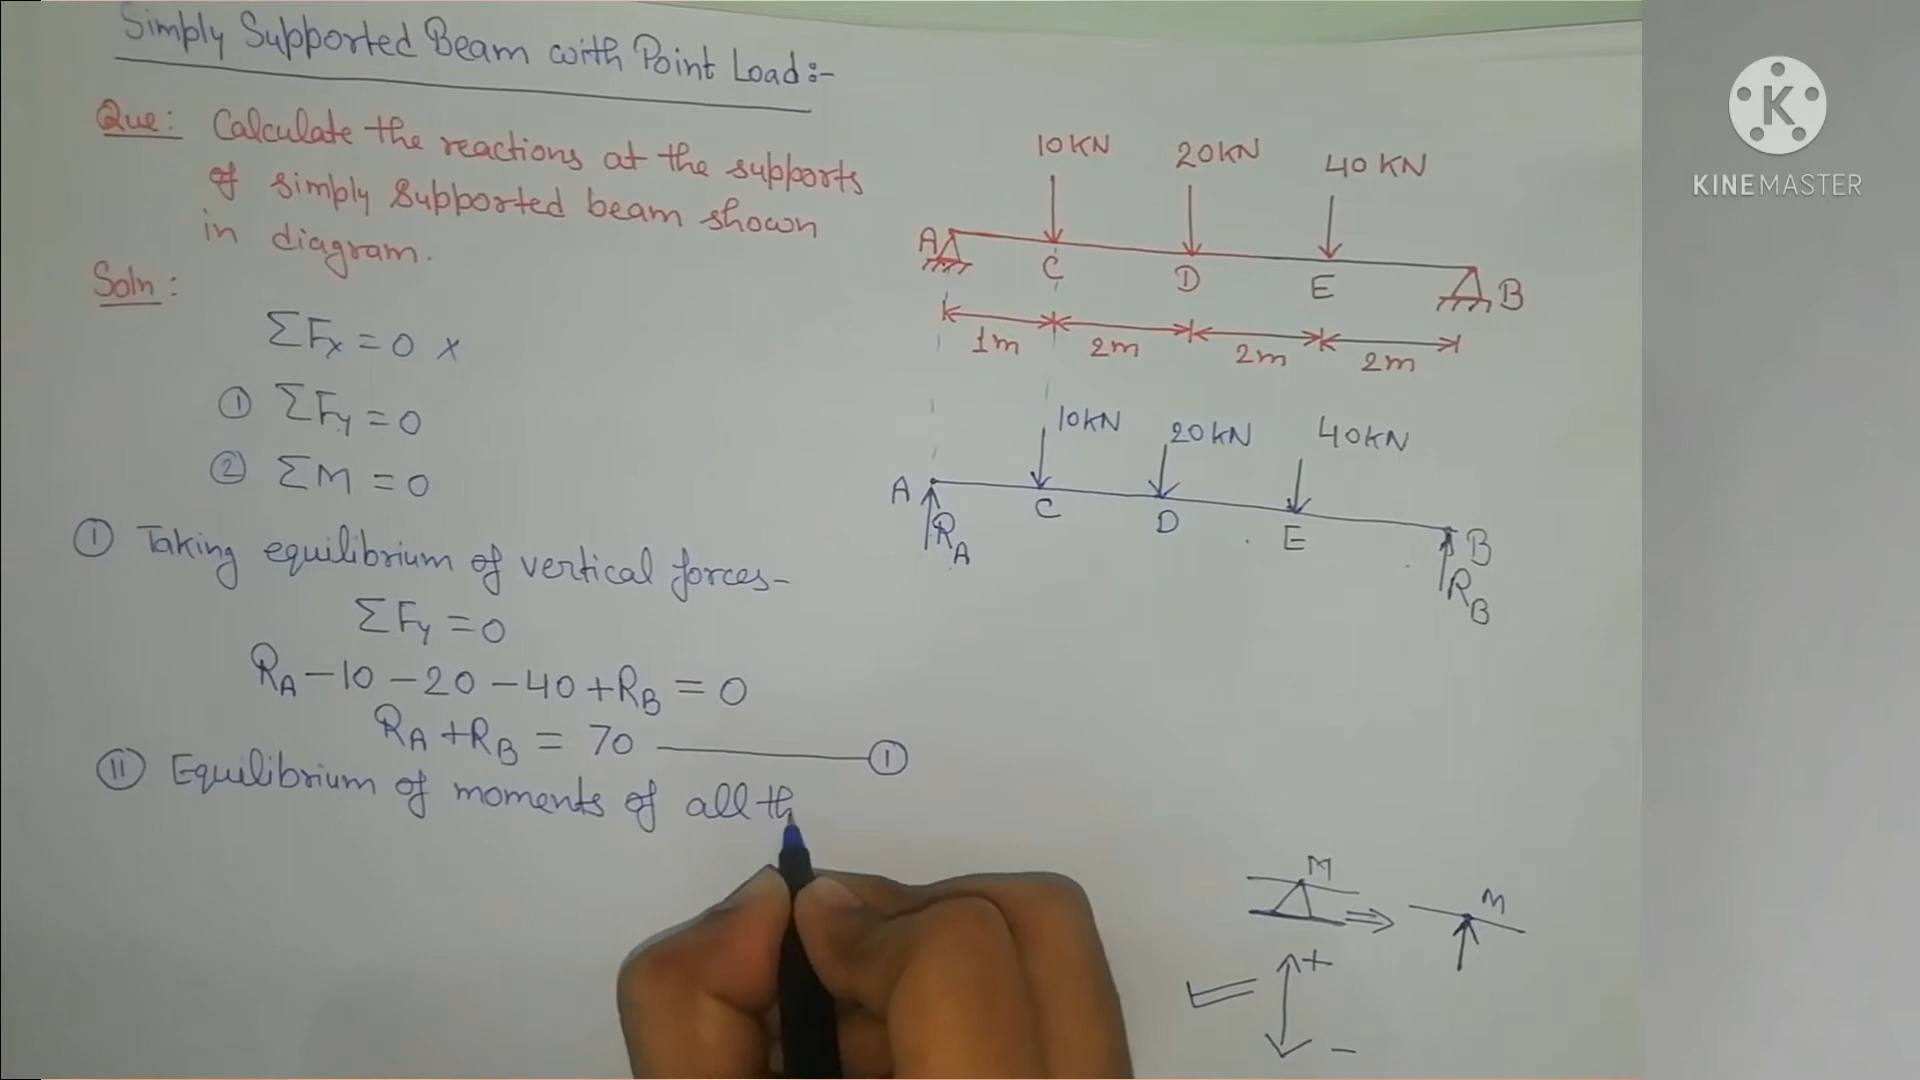 Simply Supported Beam with Point Load:-
Que: Calculate the reactions at the supports
of simply supported beam shown
in diagram.
Soln:
ΣFx = 0 x
① ΣFy = 0
② ΣM = 0
Ⓘ Taking equilibrium of vertical forces-
ΣFy = 0
RA - 10 - 20 - 40 + RB = 0
RA + RB = 70 ——— ①
Ⓘⓘ Equilibrium of moments of all th
10KN 20KN 40KN
A C D E B
1m 2m 2m 2m
10KN 20KN 40KN
A C D E B
RA RB
M M
+
-
K
KINEMASTER